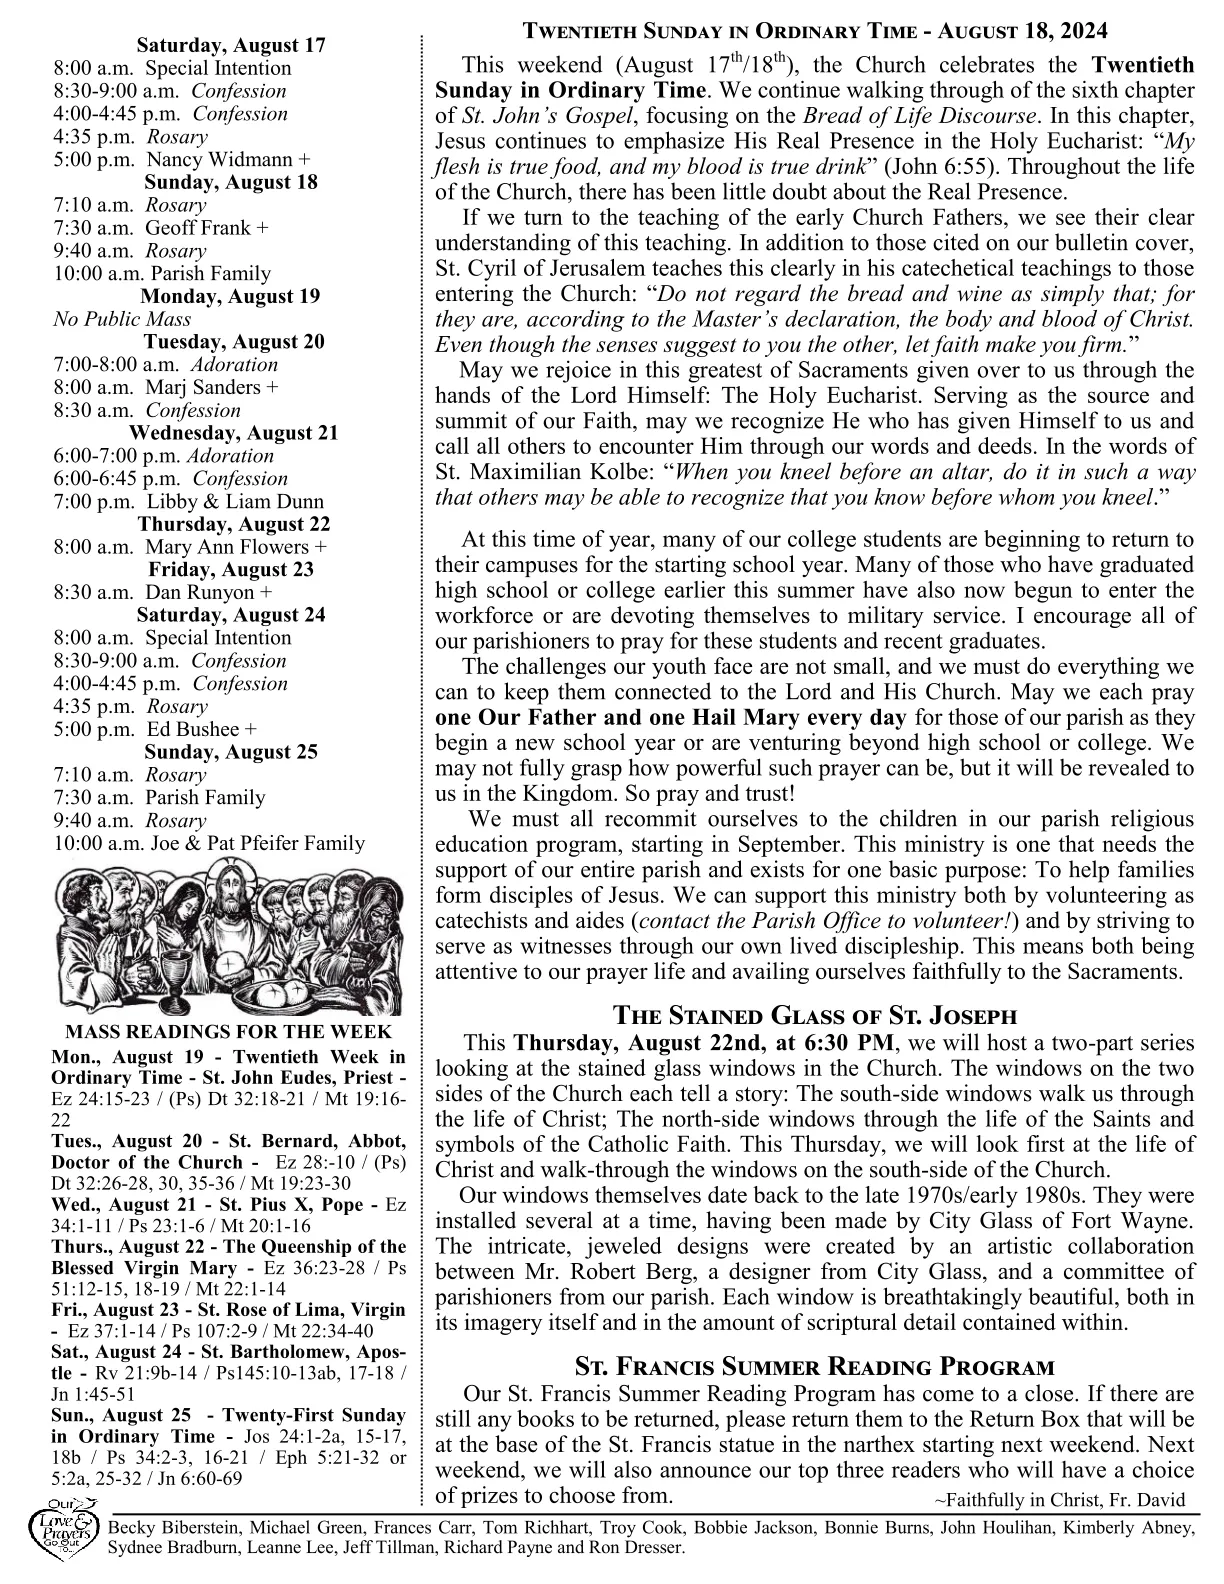 Saturday, August 17
8:00 a.m. Special Intention
8:30-9:00 a.m. Confession
4:00-4:45 p.m. Confession
4:35 p.m. Rosary
5:00 p.m. Nancy Widmann +
Sunday, August 18
7:10 a.m. Rosary
7:30 a.m. Geoff Frank +
9:40 a.m. Rosary
10:00 a.m. Parish Family
Monday, August 19
No Public Mass
Tuesday, August 20
7:00-8:00 a.m. Adoration
8:00 a.m. Marj Sanders +
8:30 a.m. Confession
Wednesday, August 21
6:00-7:00 p.m. Adoration
6:00-6:45 p.m. Confession
7:00 p.m. Libby & Liam Dunn
Thursday, August 22
8:00 a.m. Mary Ann Flowers +
Friday, August 23
8:30 a.m. Dan Runyon +
Saturday, August 24
8:00 a.m. Special Intention
8:30-9:00 a.m. Confession
4:00-4:45 p.m. Confession
4:35 p.m. Rosary
5:00 p.m. Ed Bushee +
Sunday, August 25
7:10 a.m. Rosary
7:30 a.m. Parish Family
9:40 a.m. Rosary
10:00 a.m. Joe & Pat Pfeifer Family
MASS READINGS FOR THE WEEK
Mon., August 19 - Twentieth Week in
Ordinary Time - St. John Eudes, Priest -
Ez 24:15-23 / (Ps) Dt 32:18-21 / Mt 19:16-
22
Tues., August 20 - St. Bernard, Abbot,
Doctor of the Church - Ez 28:-10 / (Ps)
Dt 32:26-28, 30, 35-36 / Mt 19:23-30
Wed., August 21 - St. Pius X, Pope - Ez
34:1-11 / Ps 23:1-6 / Mt 20:1-16
Thurs., August 22 - The Queenship of the
Blessed Virgin Mary - Ez 36:23-28 / Ps
51:12-15, 18-19 / Mt 22:1-14
Fri., August 23 - St. Rose of Lima, Virgin
- Ez 37:1-14 / Ps 107:2-9 / Mt 22:34-40
Sat., August 24 - St. Bartholomew, Apos-
tle - Rv 21:9b-14 / Ps145:10-13ab, 17-18 /
Jn 1:45-51
Sun., August 25 - Twenty-First Sunday
in Ordinary Time - Jos 24:1-2a, 15-17,
18b / Ps 34:2-3, 16-21 / Eph 5:21-32 or
5:2a, 25-32 / Jn 6:60-69
TWENTIETH SUNDAY IN ORDINARY TIME - AUGUST 18, 2024
This weekend (August 17th/18th), the Church celebrates the Twentieth
Sunday in Ordinary Time. We continue walking through of the sixth chapter
of St. John's Gospel, focusing on the Bread of Life Discourse. In this chapter,
Jesus continues to emphasize His Real Presence in the Holy Eucharist: “My
flesh is true food, and my blood is true drink” (John 6:55). Throughout the life
of the Church, there has been little doubt about the Real Presence.
If we turn to the teaching of the early Church Fathers, we see their clear
understanding of this teaching. In addition to those cited on our bulletin cover,
St. Cyril of Jerusalem teaches this clearly in his catechetical teachings to those
entering the Church: “Do not regard the bread and wine as simply that; for
they are, according to the Master's declaration, the body and blood of Christ.
Even though the senses suggest to you the other, let faith make you firm.”
May we rejoice in this greatest of Sacraments given over to us through the
hands of the Lord Himself: The Holy Eucharist. Serving as the source and
summit of our Faith, may we recognize He who has given Himself to us and
call all others to encounter Him through our words and deeds. In the words of
St. Maximilian Kolbe: “When you kneel before an altar, do it in such a way
that others may be able to recognize that you know before whom you kneel.”
At this time of year, many of our college students are beginning to return to
their campuses for the starting school year. Many of those who have graduated
high school or college earlier this summer have also now begun to enter the
workforce or are devoting themselves to military service. I encourage all of
our parishioners to pray for these students and recent graduates.
The challenges our youth face are not small, and we must do everything we
can to keep them connected to the Lord and His Church. May we each pray
one Our Father and one Hail Mary every day for those of our parish as they
begin a new school year or are venturing beyond high school or college. We
may not fully grasp how powerful such prayer can be, but it will be revealed to
us in the Kingdom. So pray and trust!
We must all recommit ourselves to the children in our parish religious
education program, starting in September. This ministry is one that needs the
support of our entire parish and exists for one basic purpose: To help families
form disciples of Jesus. We can support this ministry both by volunteering as
catechists and aides (contact the Parish Office to volunteer!) and by striving to
serve as witnesses through our own lived discipleship. This means both being
attentive to our prayer life and availing ourselves faithfully to the Sacraments.
THE STAINED GLASS OF ST. JOSEPH
This Thursday, August 22nd, at 6:30 PM, we will host a two-part series
looking at the stained glass windows in the Church. The windows on the two
sides of the Church each tell a story: The south-side windows walk us through
the life of Christ; The north-side windows through the life of the Saints and
symbols of the Catholic Faith. This Thursday, we will look first at the life of
Christ and walk-through the windows on the south-side of the Church.
Our windows themselves date back to the late 1970s/early 1980s. They were
installed several at a time, having been made by City Glass of Fort Wayne.
The intricate, jeweled designs were created by an artistic collaboration
between Mr. Robert Berg, a designer from City Glass, and a committee of
parishioners from our parish. Each window is breathtakingly beautiful, both in
its imagery itself and in the amount of scriptural detail contained within.
ST. FRANCIS SUMMER READING PROGRAM
Our St. Francis Summer Reading Program has come to a close. If there are
still any books to be returned, please return them to the Return Box that will be
at the base of the St. Francis statue in the narthex starting next weekend. Next
weekend, we will also announce our top three readers who will have a choice
of prizes to choose from.
~Faithfully in Christ, Fr. David
Our
Love &
Prayers
Go Out
To...
Becky Biberstein, Michael Green, Frances Carr, Tom Richhart, Troy Cook, Bobbie Jackson, Bonnie Burns, John Houlihan, Kimberly Abney,
Sydnee Bradburn, Leanne Lee, Jeff Tillman, Richard Payne and Ron Dresser.